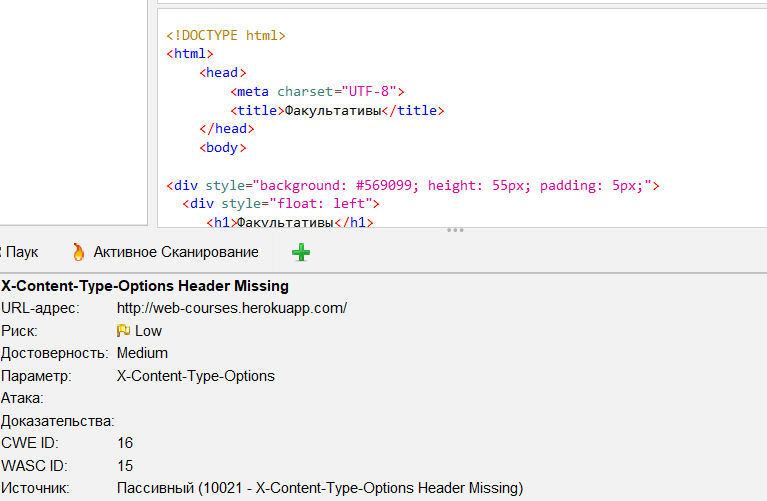 <!DOCTYPE html>
<html>
<head>
<meta charset="UTF-8">
<title>Факультативы</title>
</head>
<body>
<div style="background: #569099; height: 55px; padding: 5px;">
<div style="float: left">
<h1>Факультативы</h1>
Паук Активное Сканирование
X-Content-Type-Options Header Missing
URL-адрес: http://web-courses.herokuapp.com/
Риск: Low
Достоверность: Medium
Параметр: X-Content-Type-Options
Атака:
Доказательства:
CWE ID: 16
WASC ID: 15
Источник: Пассивный (10021 - X-Content-Type-Options Header Missing)